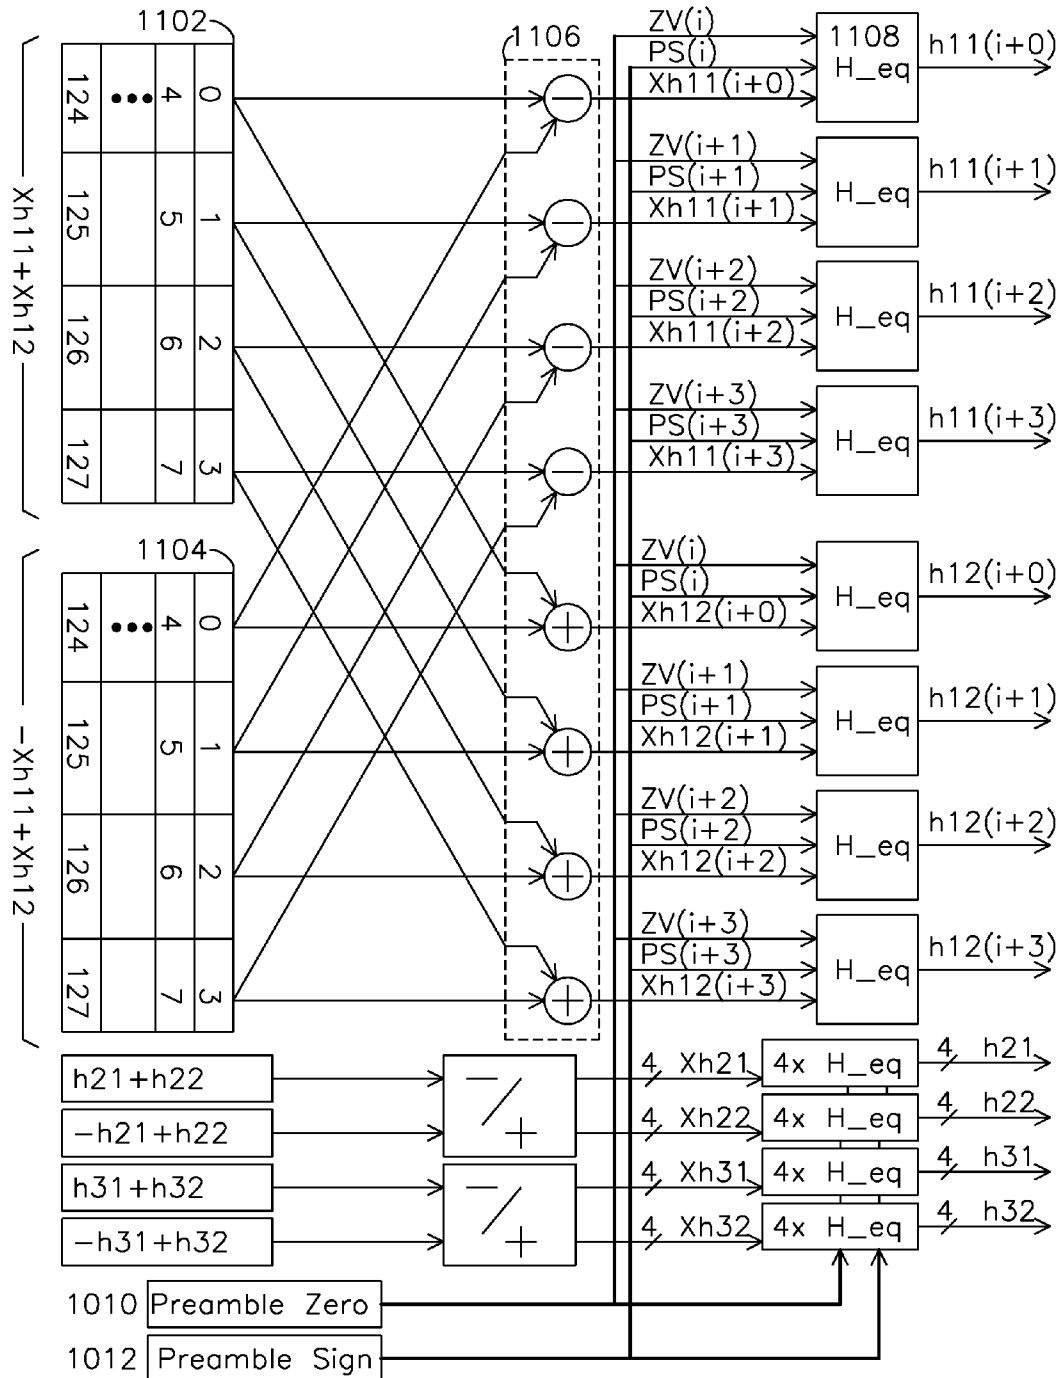 1102
Xh11+Xh12
124 ••• 4 0
125 5 1
126 6 2
127 7 3
1104
-Xh11+Xh12
124 ••• 4 0
125 5 1
126 6 2
127 7 3
1106
− − − −
+ + + +
ZV(i)
PS(i)
Xh11(i+0)
1108
H_eq
h11(i+0)
ZV(i+1)
PS(i+1)
Xh11(i+1)
H_eq
h11(i+1)
ZV(i+2)
PS(i+2)
Xh11(i+2)
H_eq
h11(i+2)
ZV(i+3)
PS(i+3)
Xh11(i+3)
H_eq
h11(i+3)
ZV(i)
PS(i)
Xh12(i+0)
H_eq
h12(i+0)
ZV(i+1)
PS(i+1)
Xh12(i+1)
H_eq
h12(i+1)
ZV(i+2)
PS(i+2)
Xh12(i+2)
H_eq
h12(i+2)
ZV(i+3)
PS(i+3)
Xh12(i+3)
H_eq
h12(i+3)
h21+h22
-h21+h22
−/+
4 Xh21 4x H_eq 4 h21
4 Xh22 4x H_eq 4 h22
h31+h32
-h31+h32
−/+
4 Xh31 4x H_eq 4 h31
4 Xh32 4x H_eq 4 h32
1010 Preamble Zero
1012 Preamble Sign